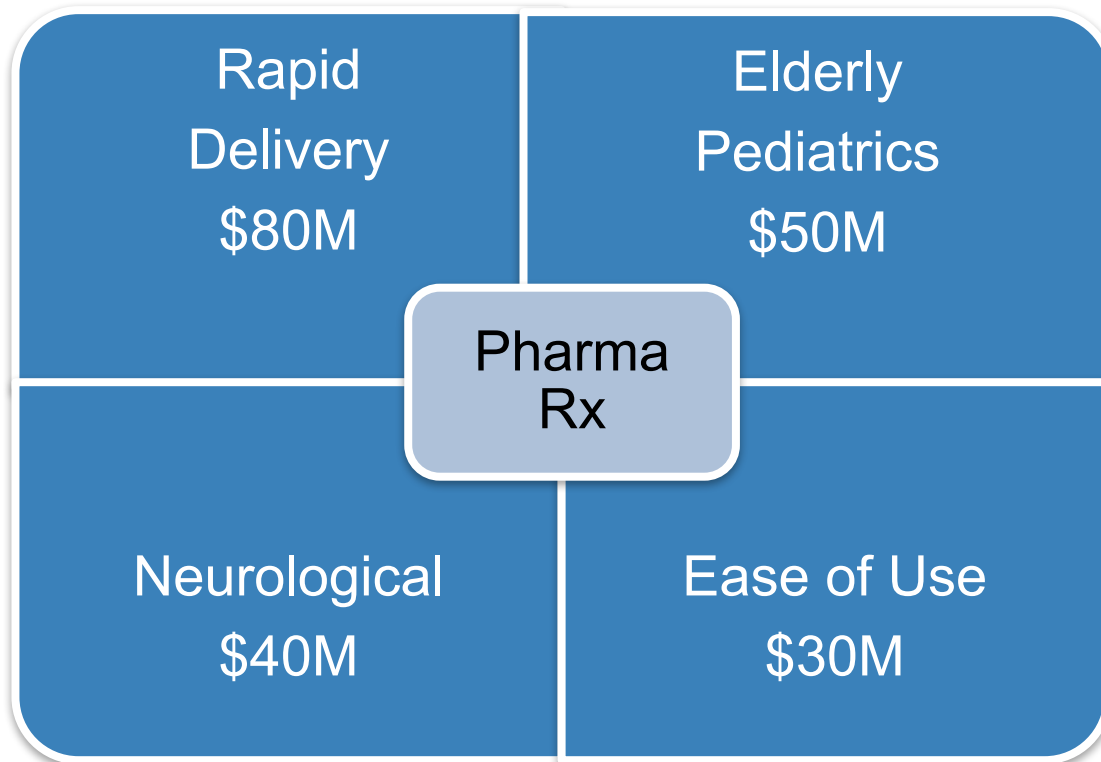 Rapid
Delivery
$80M
Elderly
Pediatrics
$50M
Pharma
Rx
Neurological
$40M
Ease of Use
$30M